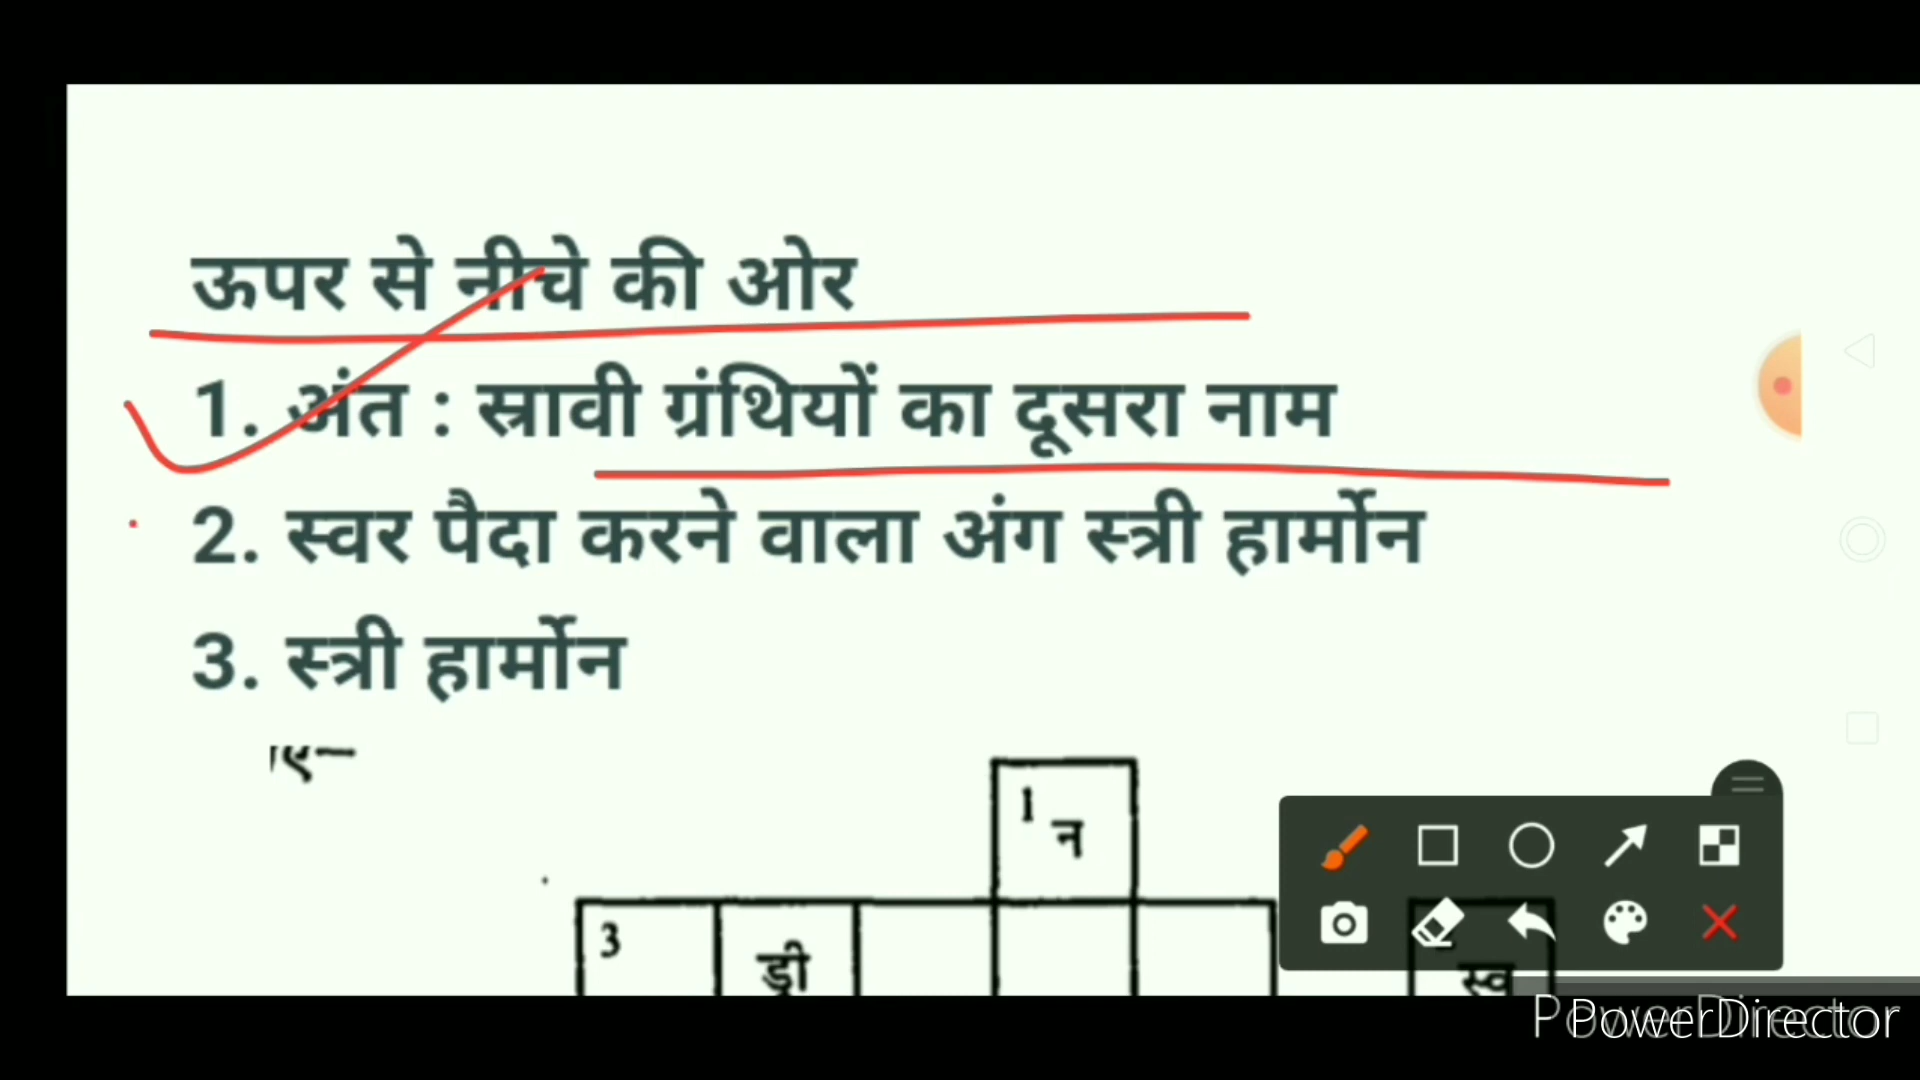 ऊपर से नीचे की ओर
1. अंत : स्रावी ग्रंथियों का दूसरा नाम
2. स्वर पैदा करने वाला अंग स्त्री हार्मोन
3. स्त्री हार्मोन
1
न
3
डी
स्व
PowerDirector